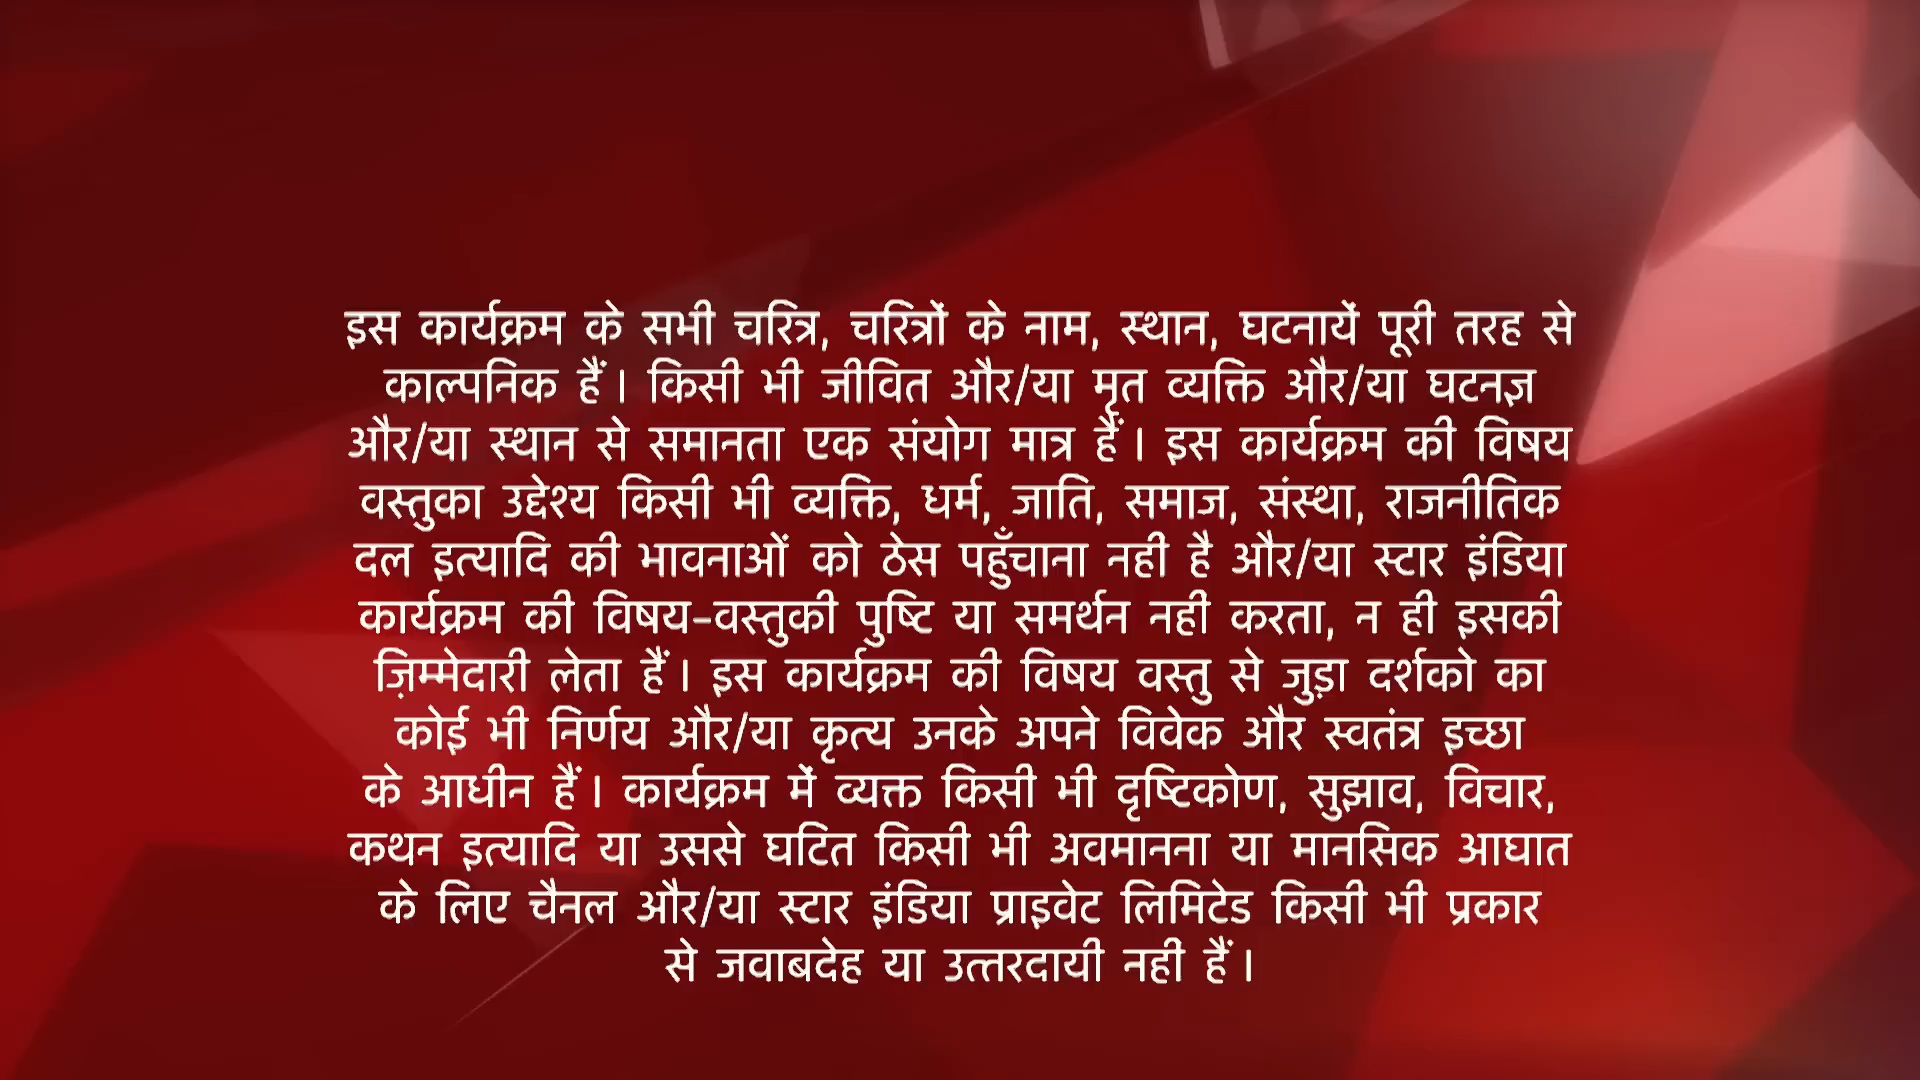 इस कार्यक्रम के सभी चरित्र, चरित्रों के नाम, स्थान, घटनायें पूरी तरह से
काल्पनिक हैं। किसी भी जीवित और/या मृत व्यक्ति और/या घटनज्ञ
और/या स्थान से समानता एक संयोग मात्र हैं। इस कार्यक्रम की विषय
वस्तुका उद्देश्य किसी भी व्यक्ति, धर्म, जाति, समाज, संस्था, राजनीतिक
दल इत्यादि की भावनाओं को ठेस पहुँचाना नही है और/या स्टार इंडिया
कार्यक्रम की विषय-वस्तुकी पुष्टि या समर्थन नही करता, न ही इसकी
ज़िम्मेदारी लेता हैं। इस कार्यक्रम की विषय वस्तु से जुड़ा दर्शको का
कोई भी निर्णय और/या कृत्य उनके अपने विवेक और स्वतंत्र इच्छा
के आधीन हैं। कार्यक्रम में व्यक्त किसी भी दृष्टिकोण, सुझाव, विचार,
कथन इत्यादि या उससे घटित किसी भी अवमानना या मानसिक आघात
के लिए चैनल और/या स्टार इंडिया प्राइवेट लिमिटेड किसी भी प्रकार
से जवाबदेह या उत्तरदायी नही हैं।